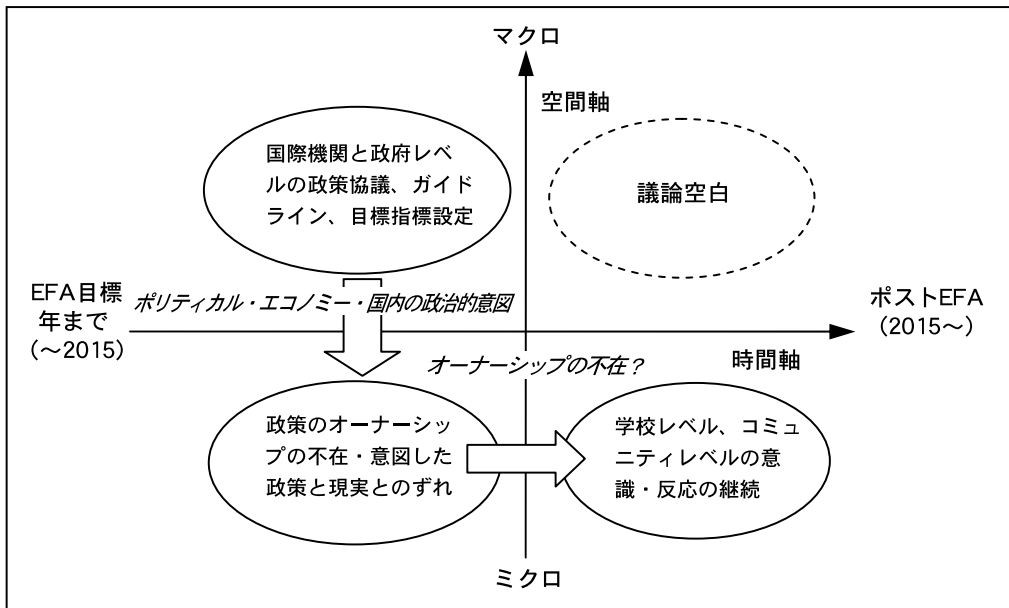 マクロ
空間軸
国際機関と政府レベ
ルの政策協議、ガイド
ライン、目標指標設定
議論空白
EFA目標
年まで
(～2015)
ポリティカル・エコノミー・国内の政治的意図
ポストEFA
(2015～)
時間軸
オーナーシップの不在？
政策のオーナーシッ
プの不在・意図した
政策と現実とのずれ
学校レベル、コミュ
ニティレベルの意
識・反応の継続
ミクロ